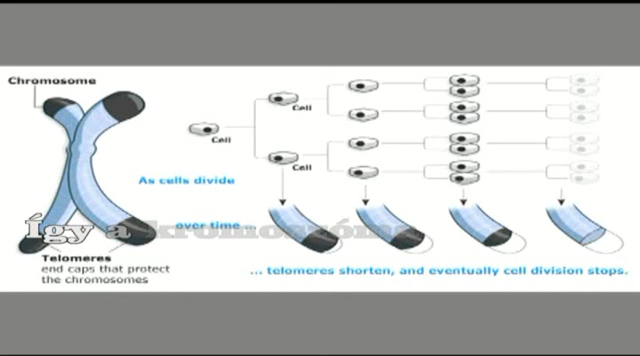 Chromosome
Cell
Cell
Cell
As cells divide
Így a kromoszóma
over time ...
Telomeres
end caps that protect
the chromosomes
... telomeres shorten, and eventually cell division stops.